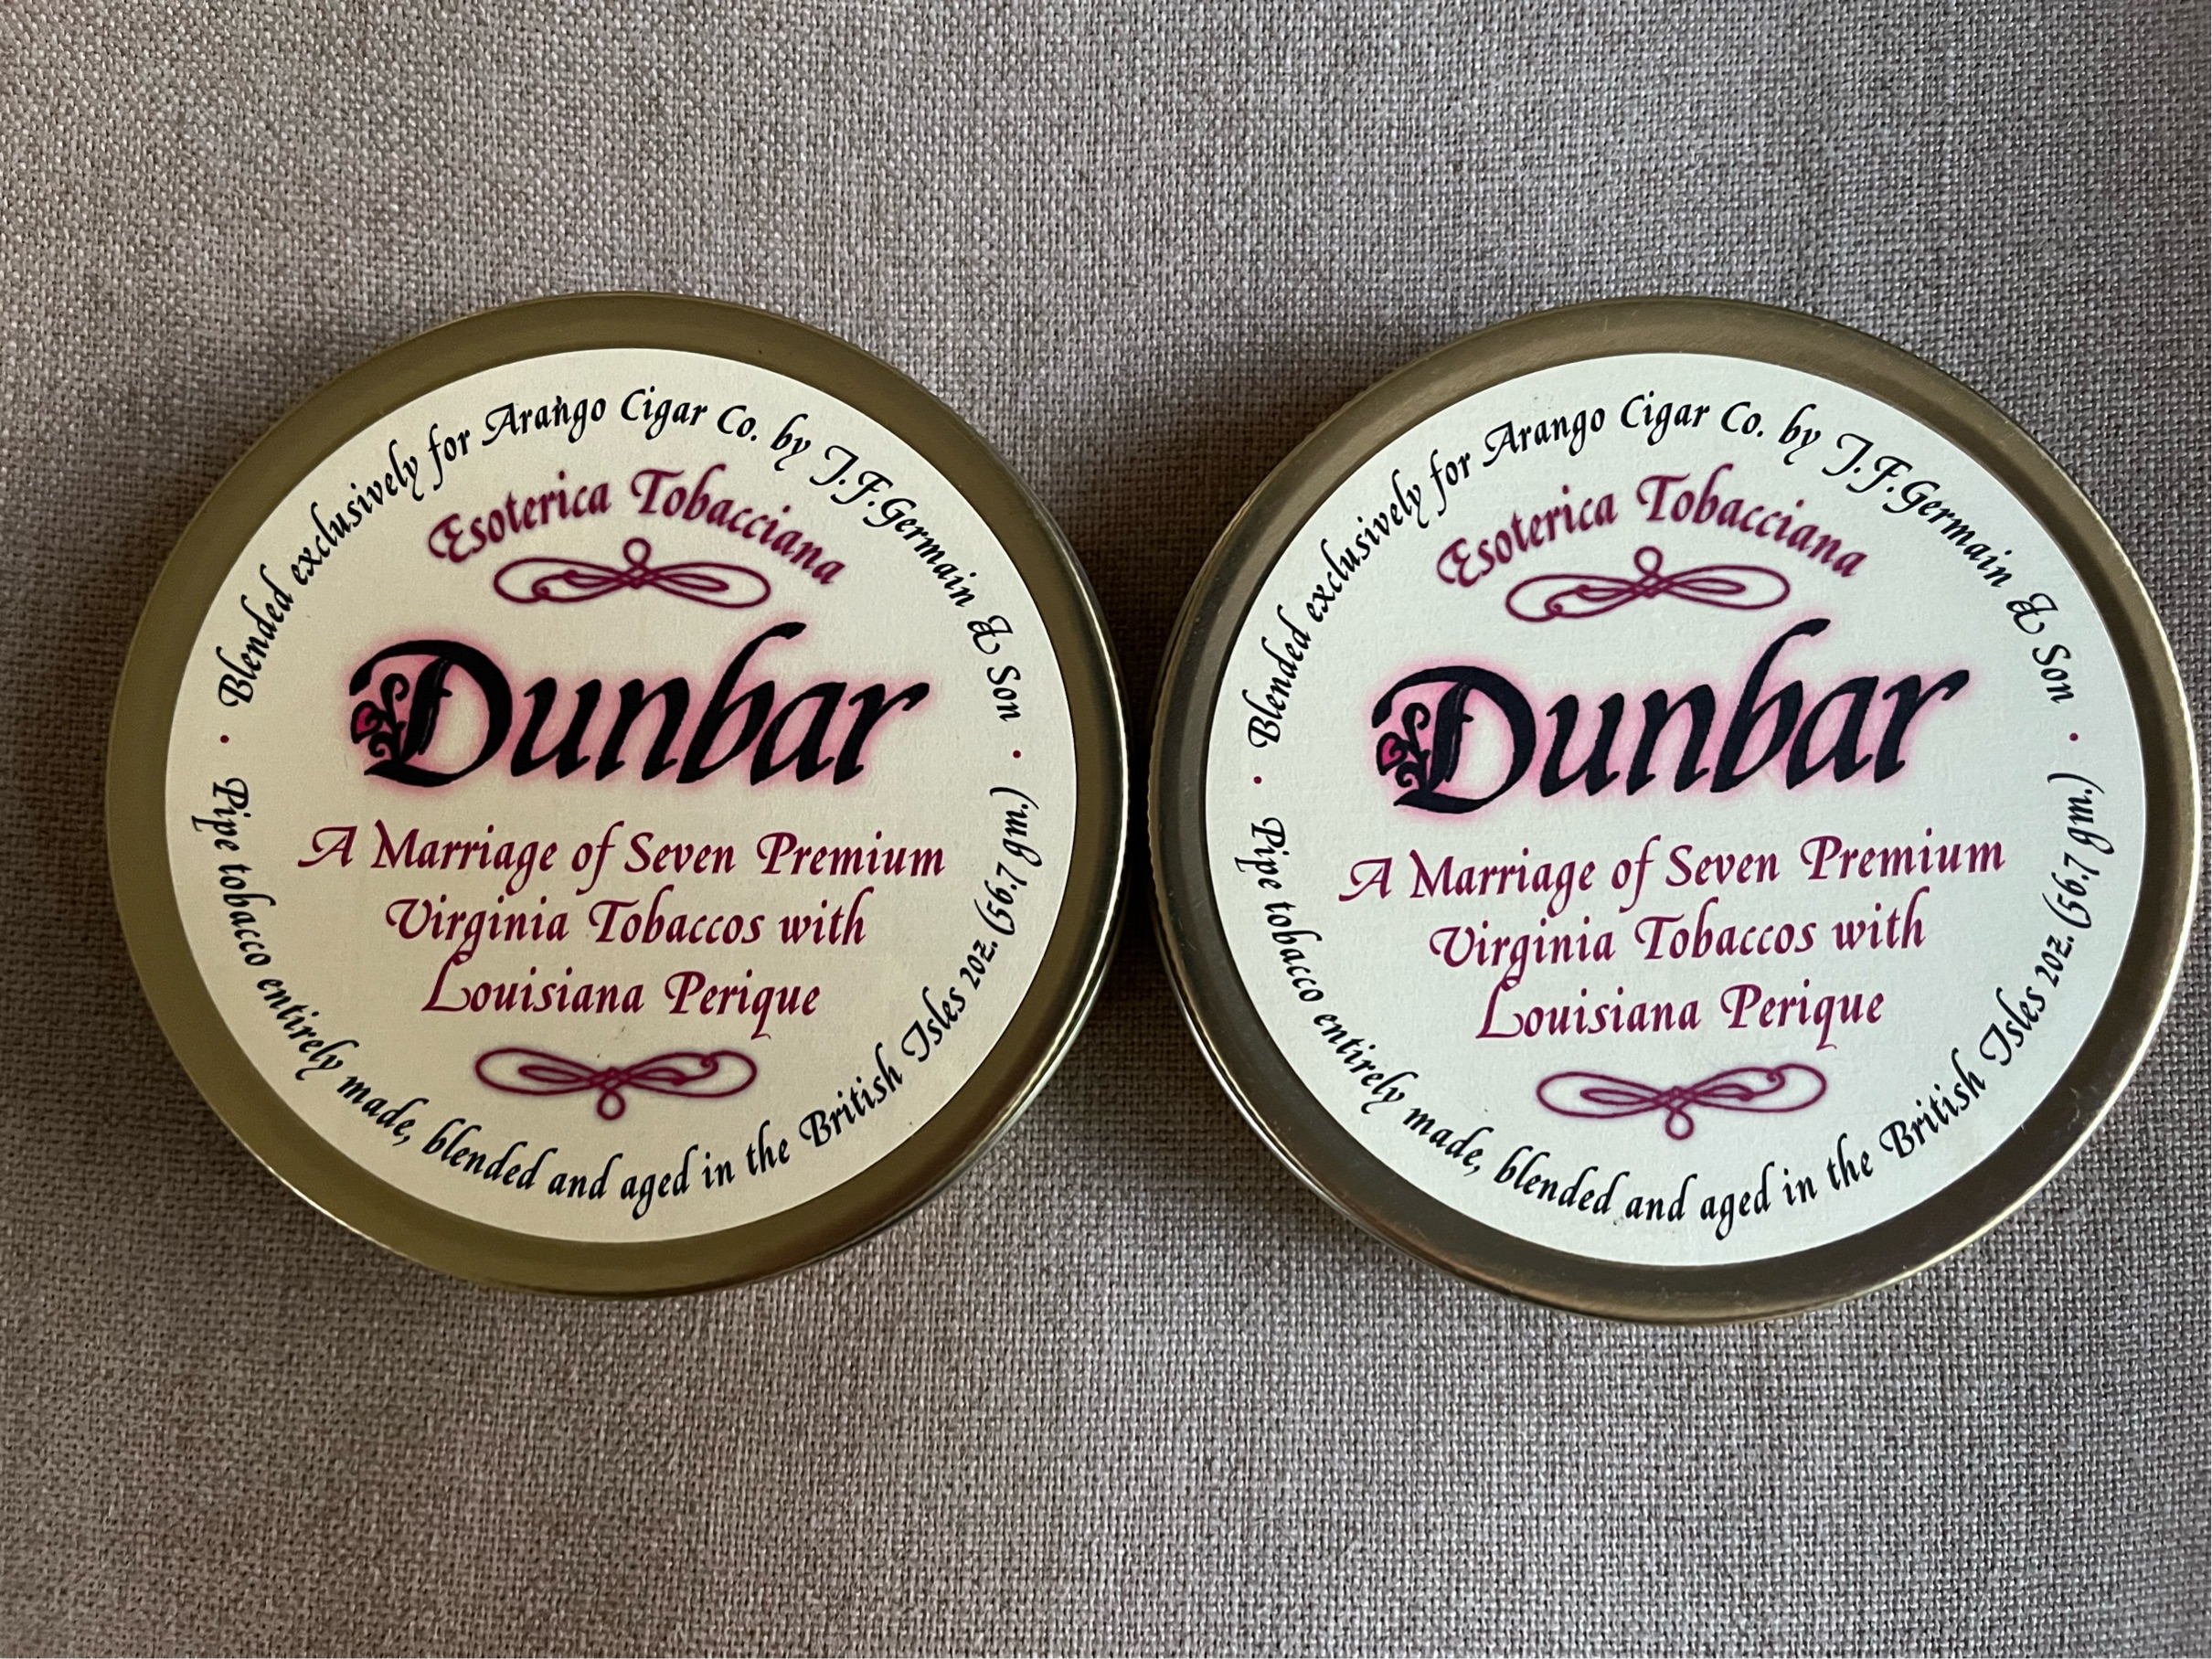 Blended exclusively for Arango Cigar Co. by J.F.Germain & Son
Esoterica Tobacciana
Dunbar
A Marriage of Seven Premium
Virginia Tobaccos with
Louisiana Perique
Pipe tobacco entirely made, blended and aged in the British Isles 2oz. (56.7 gm.)
Blended exclusively for Arango Cigar Co. by J.F.Germain & Son
Esoterica Tobacciana
Dunbar
A Marriage of Seven Premium
Virginia Tobaccos with
Louisiana Perique
Pipe tobacco entirely made, blended and aged in the British Isles 2oz. (56.7 gm.)